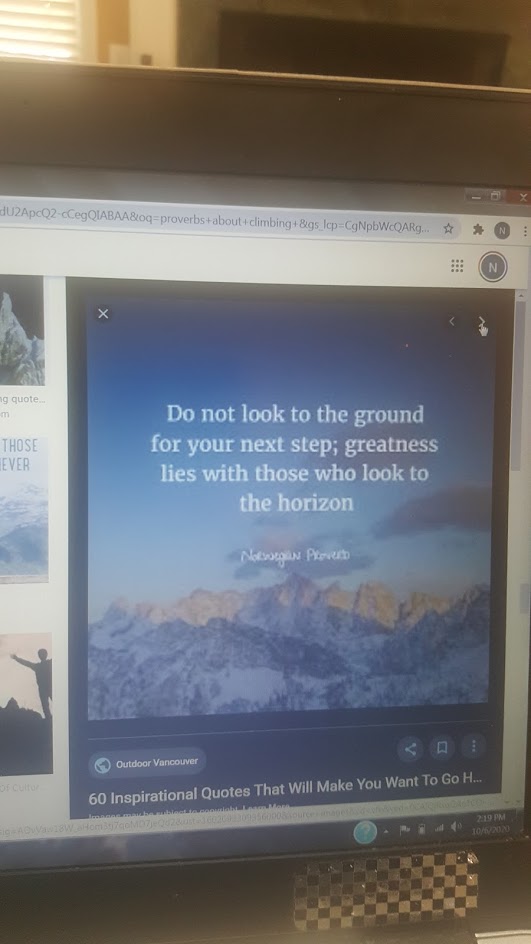 dU2ApcQ2-cCegQIABAA&oq=proverbs+about+climbing+&gs_lcp=CgNpbWcQARg...
N
N
ng quote...
m
THOSE
EVER
Do not look to the ground
for your next step; greatness
lies with those who look to
the horizon
Norwegian Proverb
Outdoor Vancouver
60 Inspirational Quotes That Will Make You Want To Go H...
Images may be subject to copyright. Learn More
2:19 PM
10/6/2020